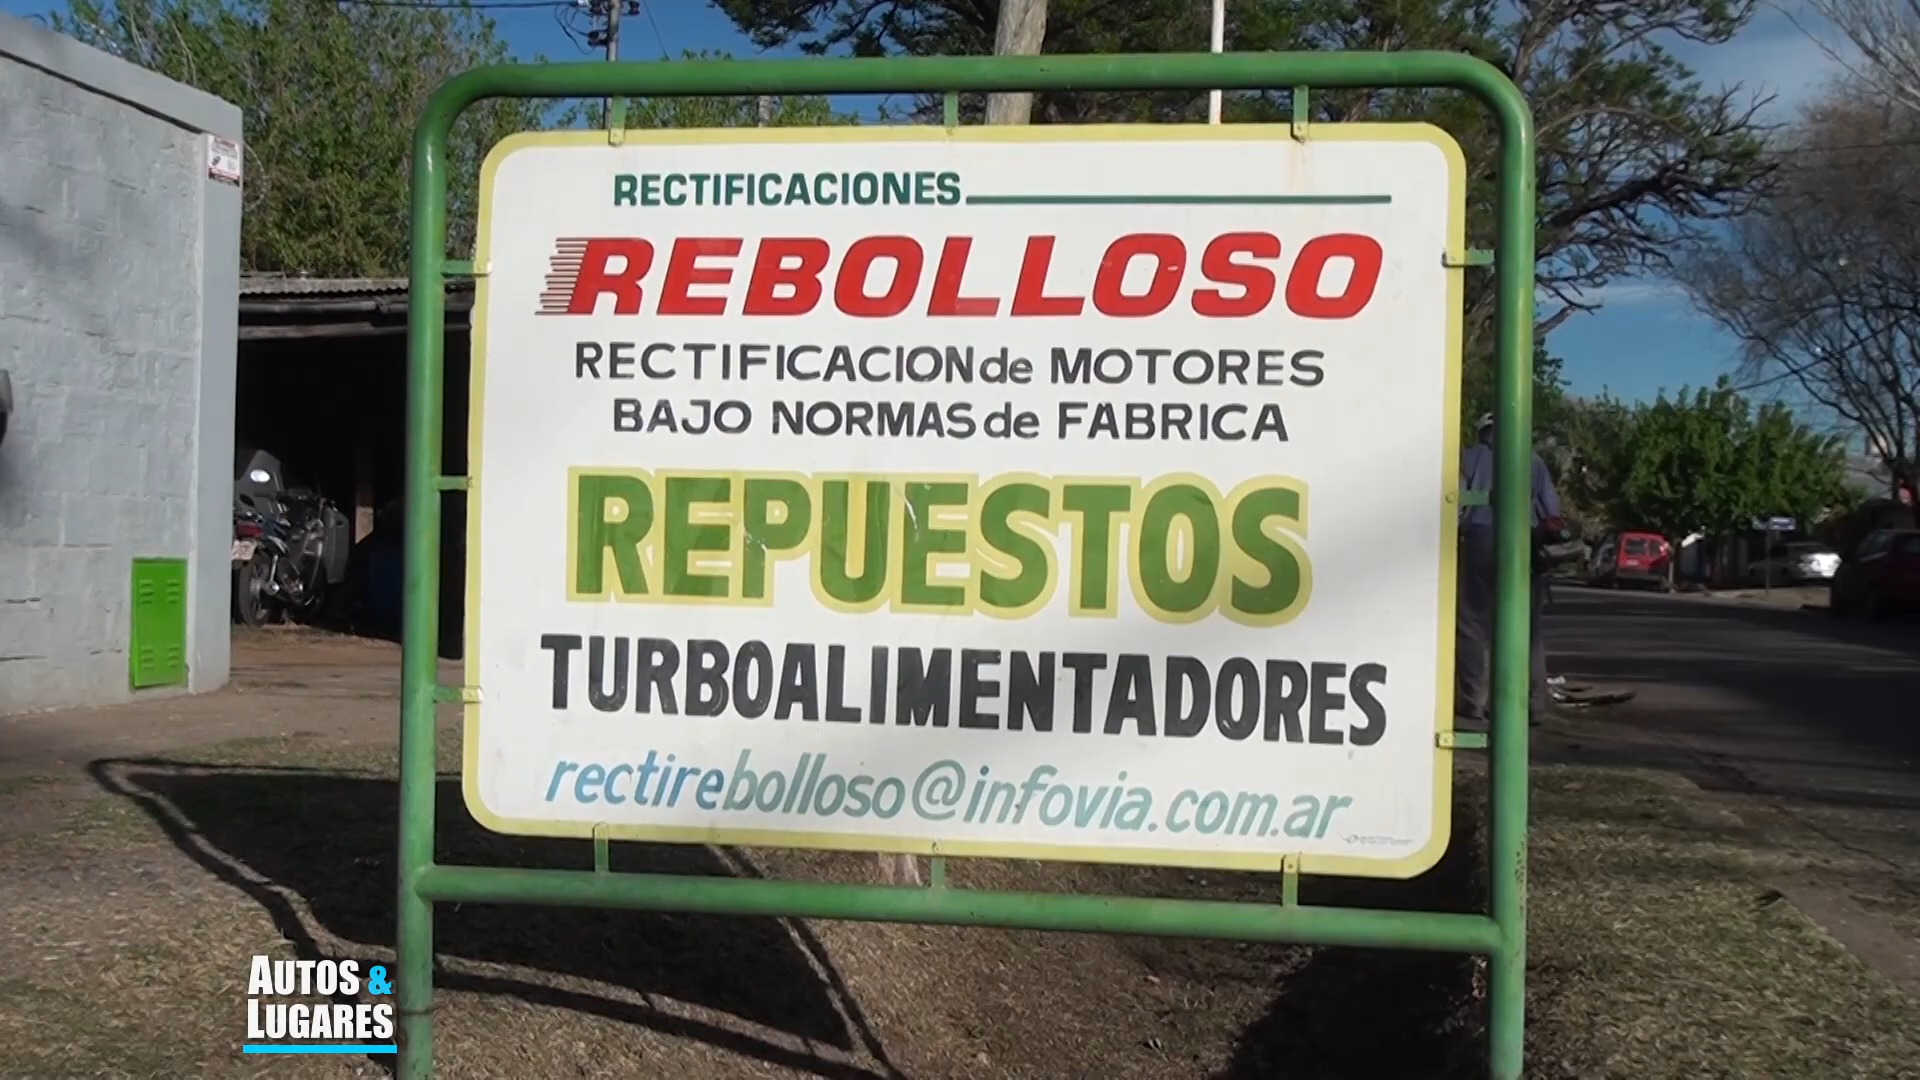 RECTIFICACIONES
REBOLLOSO
RECTIFICACION de MOTORES
BAJO NORMAS de FABRICA
REPUESTOS
TURBOALIMENTADORES
rectirebolloso@infovia.com.ar
AUTOS &
LUGARES